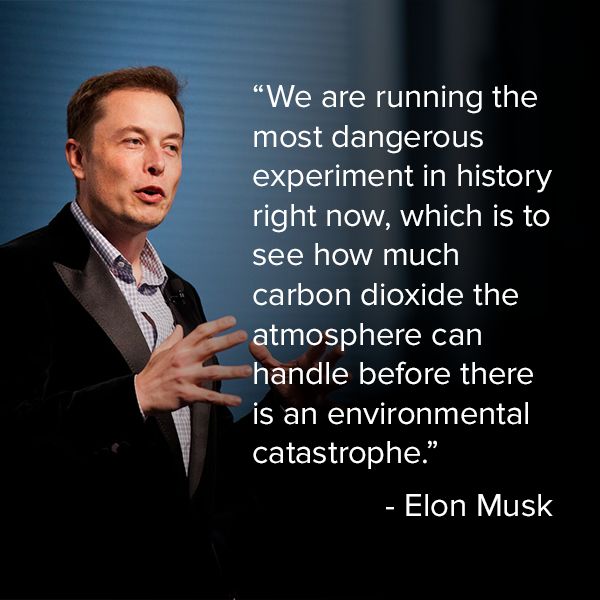 “We are running the
most dangerous
experiment in history
right now, which is to
see how much
carbon dioxide the
atmosphere can
handle before there
is an environmental
catastrophe.”
- Elon Musk